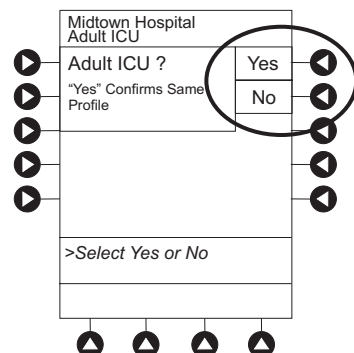 Midtown Hospital
Adult ICU
Adult ICU ?
Yes
"Yes" Confirms Same
Profile
No
>Select Yes or No